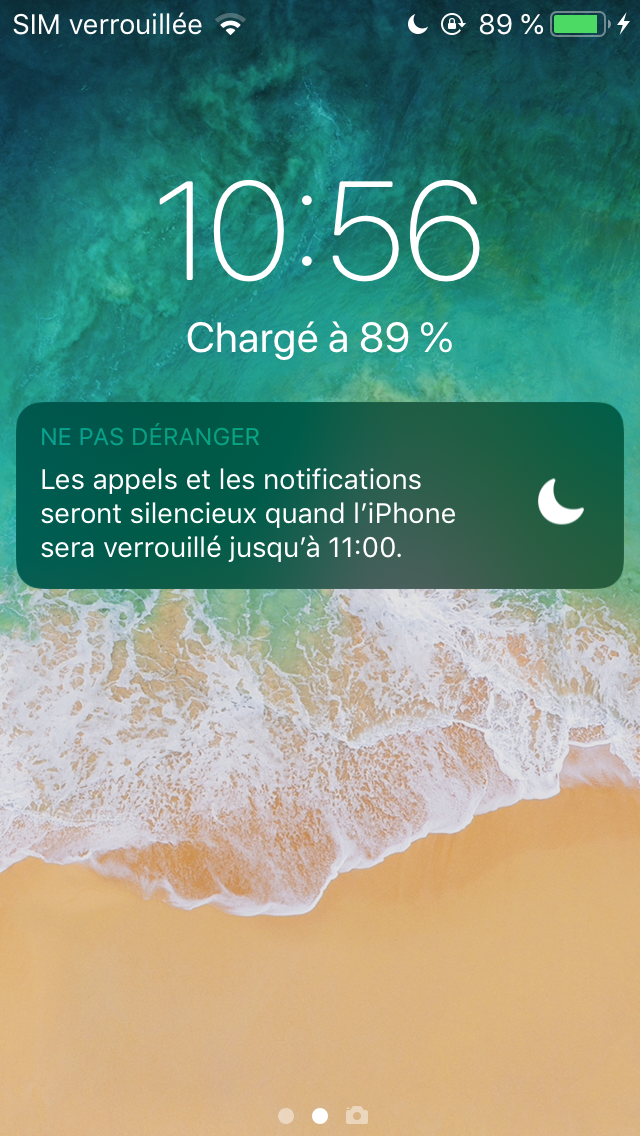 SIM verrouillée 89 %
10:56
Chargé à 89 %
NE PAS DÉRANGER
Les appels et les notifications
seront silencieux quand l’iPhone
sera verrouillé jusqu’à 11:00.